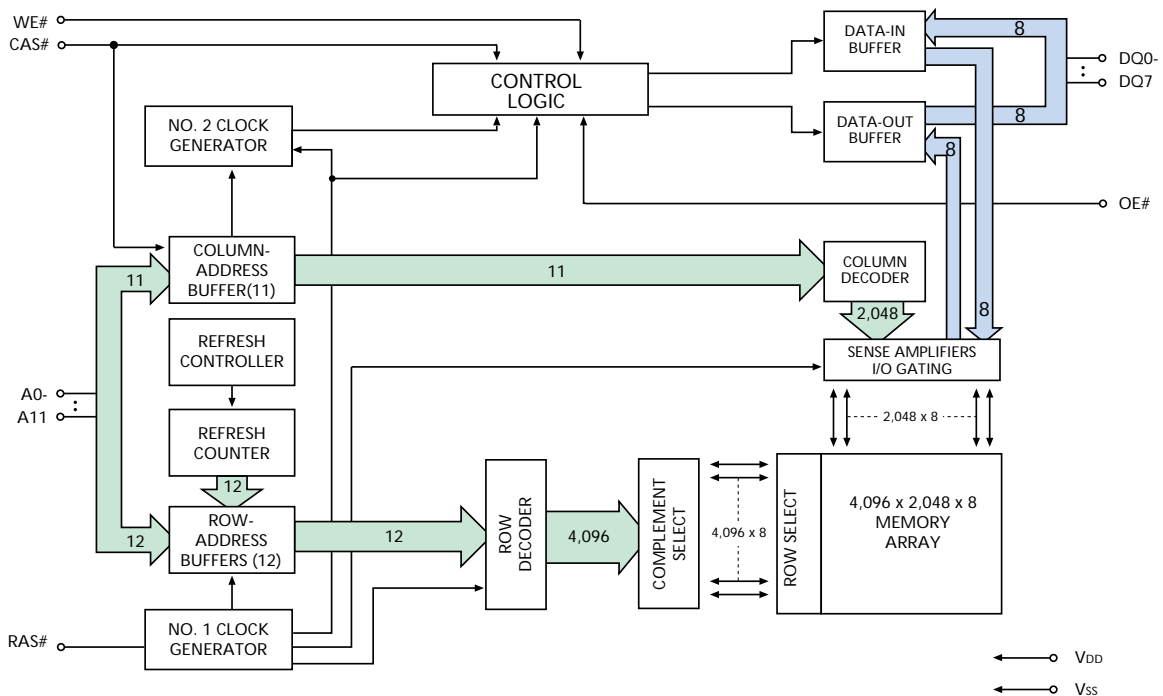 WE#
CAS#
CONTROL
LOGIC
DATA-IN
BUFFER
8
DQ0-
DQ7
NO. 2 CLOCK
GENERATOR
DATA-OUT
BUFFER
8
8
OE#
COLUMN-
ADDRESS
BUFFER(11)
11
11
COLUMN
DECODER
2,048
8
REFRESH
CONTROLLER
SENSE AMPLIFIERS
I/O GATING
A0-
A11
2,048 x 8
REFRESH
COUNTER
12
ROW-
ADDRESS
BUFFERS (12)
12
12
ROW
DECODER
4,096
COMPLEMENT
SELECT
4,096 x 8
ROW SELECT
4,096 x 2,048 x 8
MEMORY
ARRAY
RAS#
NO. 1 CLOCK
GENERATOR
VDD
VSS